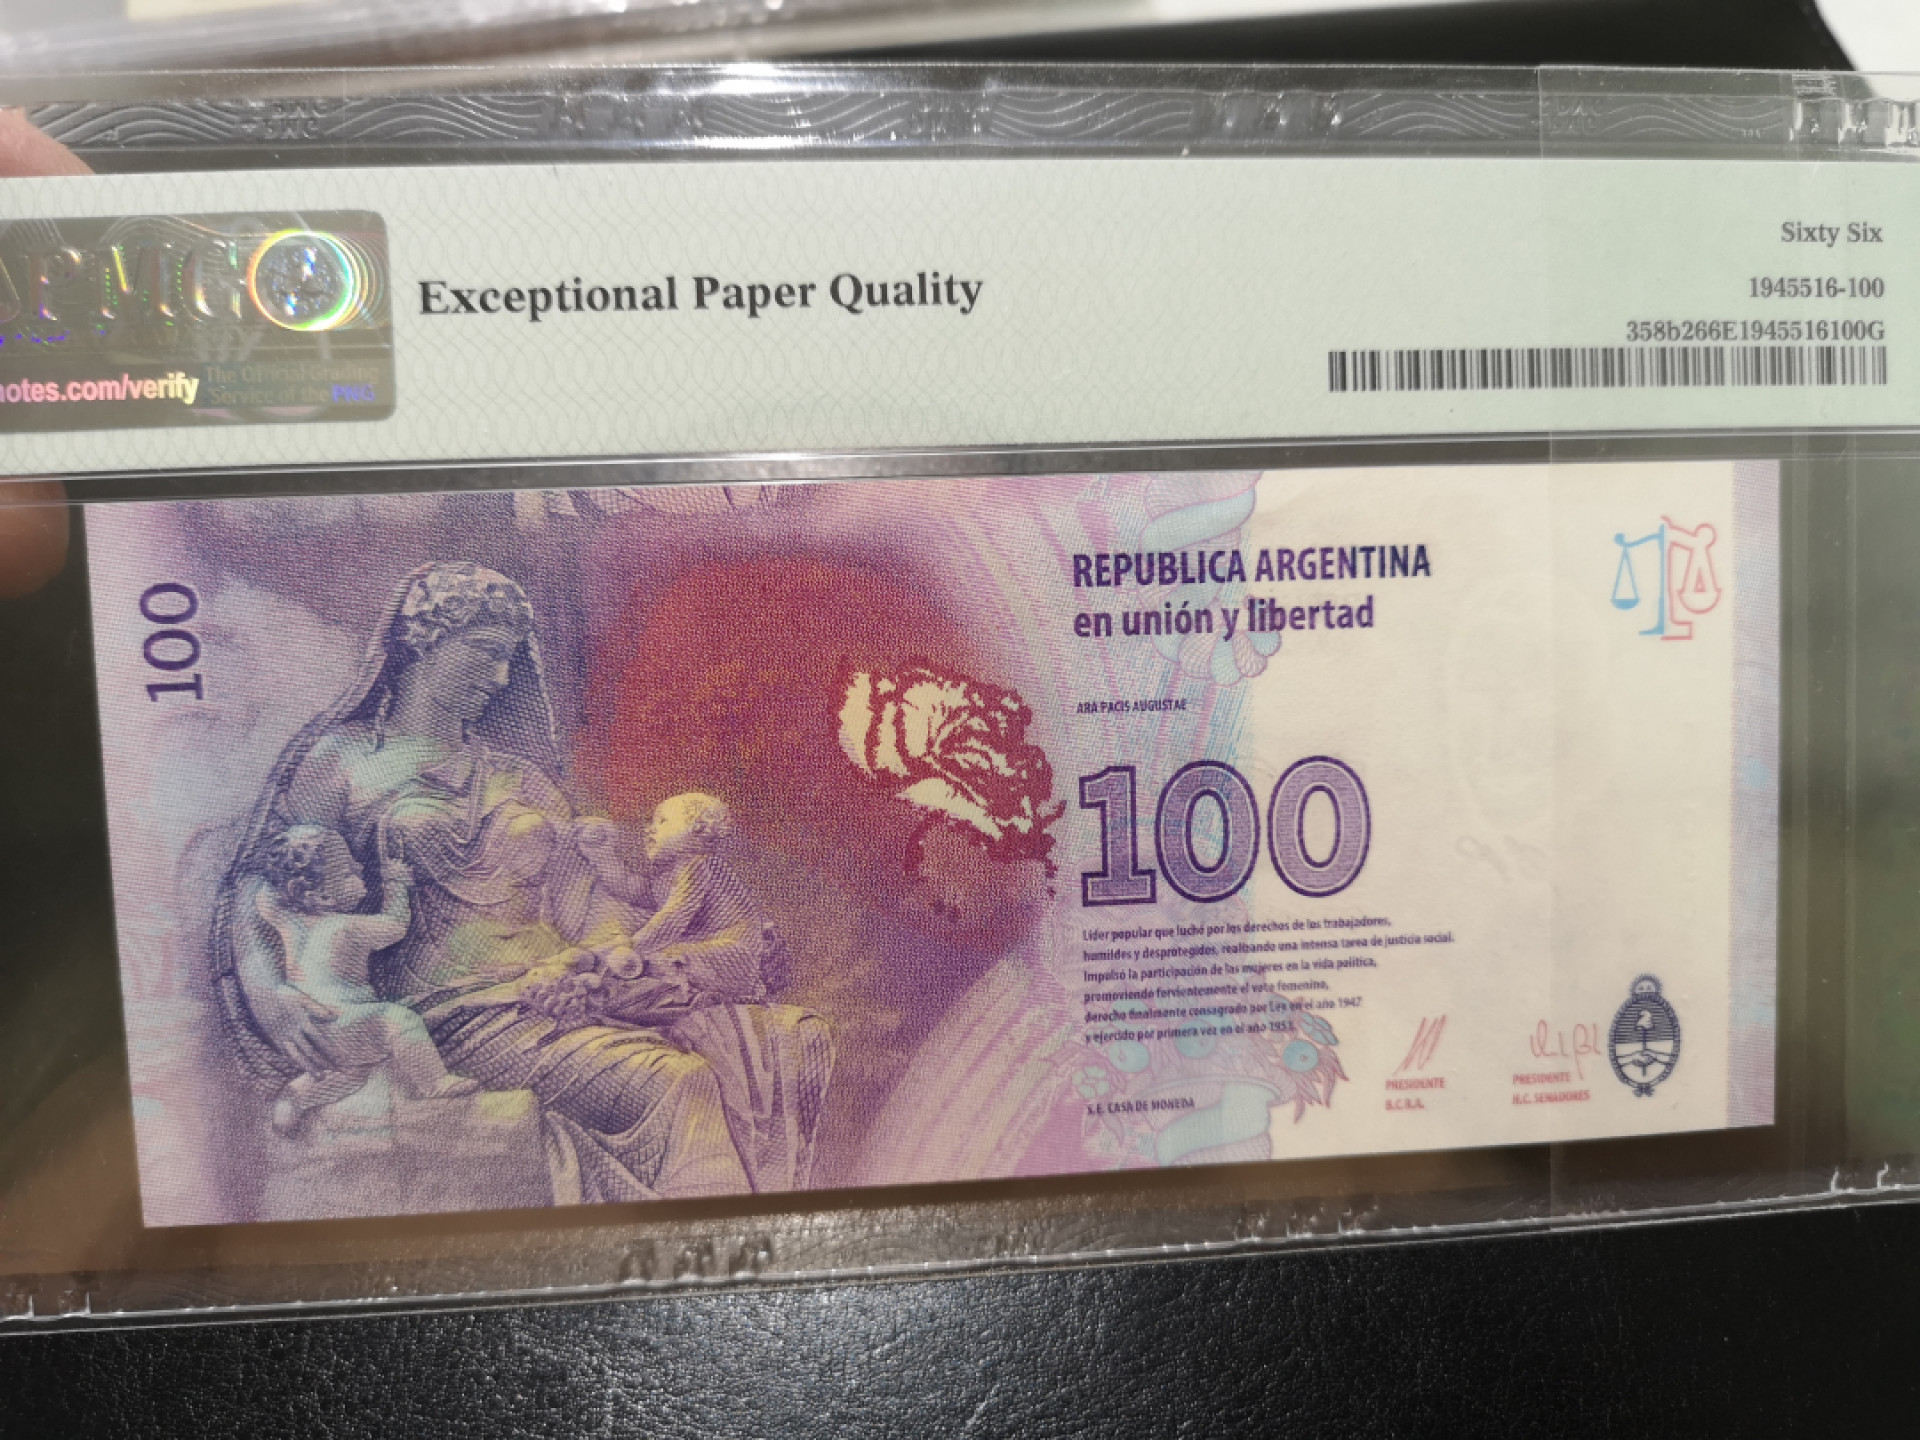 PMG
Exceptional Paper Quality
Sixty Six
1945516-100
358b266E1945516100G
notes.com/verify
The Official Grading
Service of the PNG
100
REPUBLICA ARGENTINA
en unión y libertad
ARA PACIS AUGUSTAE
100
Líder popular que luchó por los derechos de los trabajadores,
humildes y desprotegidos, realizando una intensa tarea de justicia social.
Impulsó la participación de las mujeres en la vida política,
promoviendo fervientemente el voto femenino,
derecho finalmente consagrado por Ley en el año 1947
y ejercido por primera vez en el año 1951.
S.E. CASA DE MONEDA
PRESIDENTE
B.C.R.A.
PRESIDENTE
H.C. SENADORES